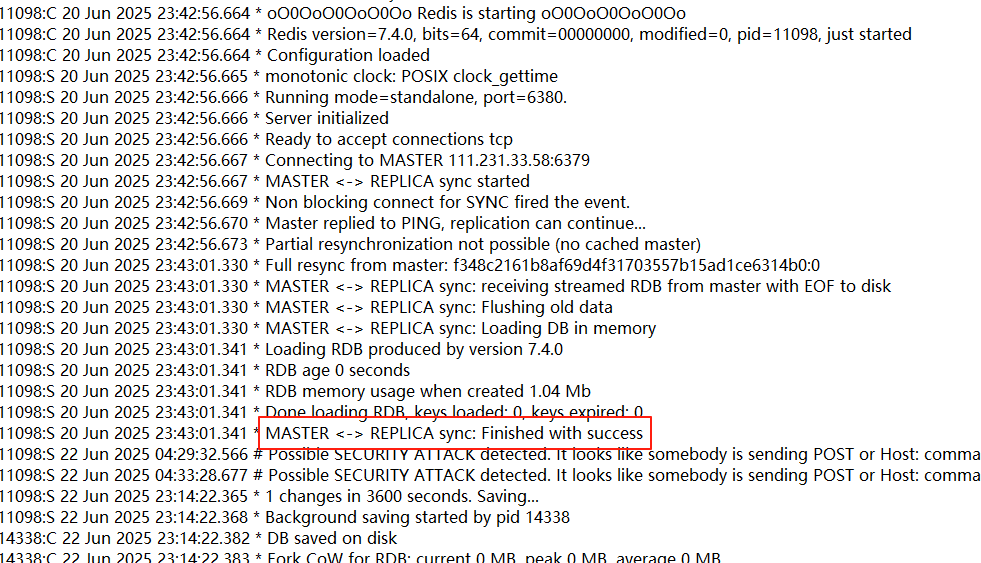 11098:C 20 Jun 2025 23:42:56.664 * oO0OoO0OoO0Oo Redis is starting oO0OoO0OoO0Oo
11098:C 20 Jun 2025 23:42:56.664 * Redis version=7.4.0, bits=64, commit=00000000, modified=0, pid=11098, just started
11098:C 20 Jun 2025 23:42:56.664 * Configuration loaded
11098:S 20 Jun 2025 23:42:56.665 * monotonic clock: POSIX clock_gettime
11098:S 20 Jun 2025 23:42:56.666 * Running mode=standalone, port=6380.
11098:S 20 Jun 2025 23:42:56.666 * Server initialized
11098:S 20 Jun 2025 23:42:56.666 * Ready to accept connections tcp
11098:S 20 Jun 2025 23:42:56.667 * Connecting to MASTER 111.231.33.58:6379
11098:S 20 Jun 2025 23:42:56.667 * MASTER <-> REPLICA sync started
11098:S 20 Jun 2025 23:42:56.669 * Non blocking connect for SYNC fired the event.
11098:S 20 Jun 2025 23:42:56.670 * Master replied to PING, replication can continue...
11098:S 20 Jun 2025 23:42:56.673 * Partial resynchronization not possible (no cached master)
11098:S 20 Jun 2025 23:43:01.330 * Full resync from master: f348c2161b8af69d4f31703557b15ad1ce6314b0:0
11098:S 20 Jun 2025 23:43:01.330 * MASTER <-> REPLICA sync: receiving streamed RDB from master with EOF to disk
11098:S 20 Jun 2025 23:43:01.330 * MASTER <-> REPLICA sync: Flushing old data
11098:S 20 Jun 2025 23:43:01.330 * MASTER <-> REPLICA sync: Loading DB in memory
11098:S 20 Jun 2025 23:43:01.341 * Loading RDB produced by version 7.4.0
11098:S 20 Jun 2025 23:43:01.341 * RDB age 0 seconds
11098:S 20 Jun 2025 23:43:01.341 * RDB memory usage when created 1.04 Mb
11098:S 20 Jun 2025 23:43:01.341 * Done loading RDB, keys loaded: 0, keys expired: 0.
11098:S 20 Jun 2025 23:43:01.341 * MASTER <-> REPLICA sync: Finished with success
11098:S 22 Jun 2025 04:29:32.566 # Possible SECURITY ATTACK detected. It looks like somebody is sending POST or Host: comma
11098:S 22 Jun 2025 04:33:28.677 # Possible SECURITY ATTACK detected. It looks like somebody is sending POST or Host: comma
11098:S 22 Jun 2025 23:14:22.365 * 1 changes in 3600 seconds. Saving...
11098:S 22 Jun 2025 23:14:22.368 * Background saving started by pid 14338
14338:C 22 Jun 2025 23:14:22.382 * DB saved on disk
14338:C 22 Jun 2025 23:14:22.383 * Fork CoW for RDB: current 0 MB, peak 0 MB, average 0 MB